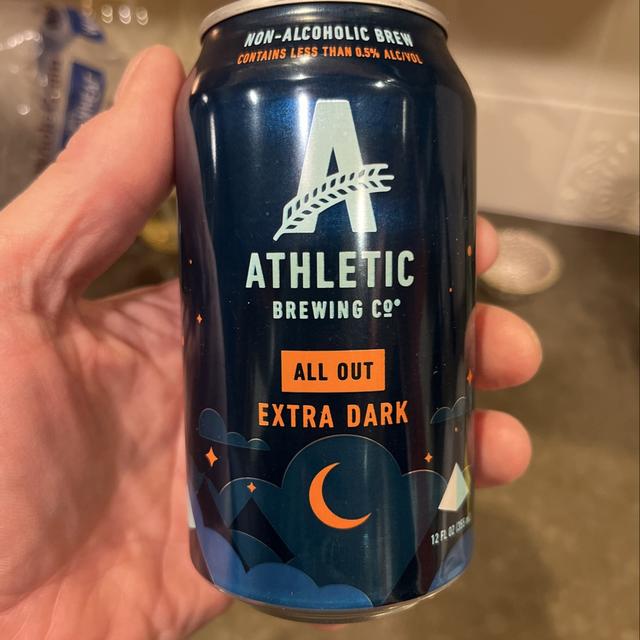 NON-ALCOHOLIC BREW
CONTAINS LESS THAN 0.5% ALC/VOL
A
ATHLETIC
BREWING Cº
ALL OUT
EXTRA DARK
12 FL OZ